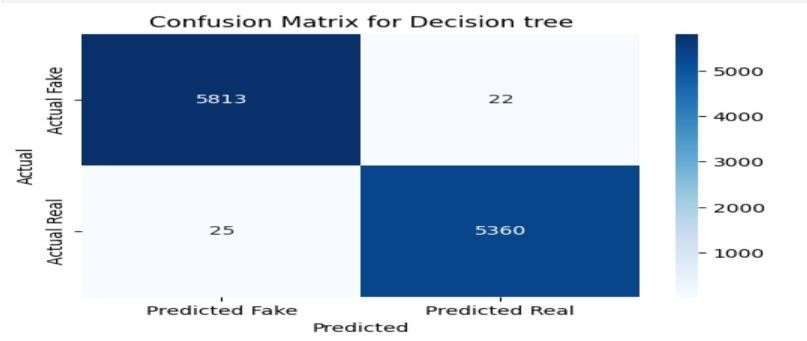 Confusion Matrix for Decision tree
Actual
Actual Fake
5813
22
Actual Real
25
5360
Predicted Fake
Predicted Real
Predicted
5000
4000
3000
2000
1000